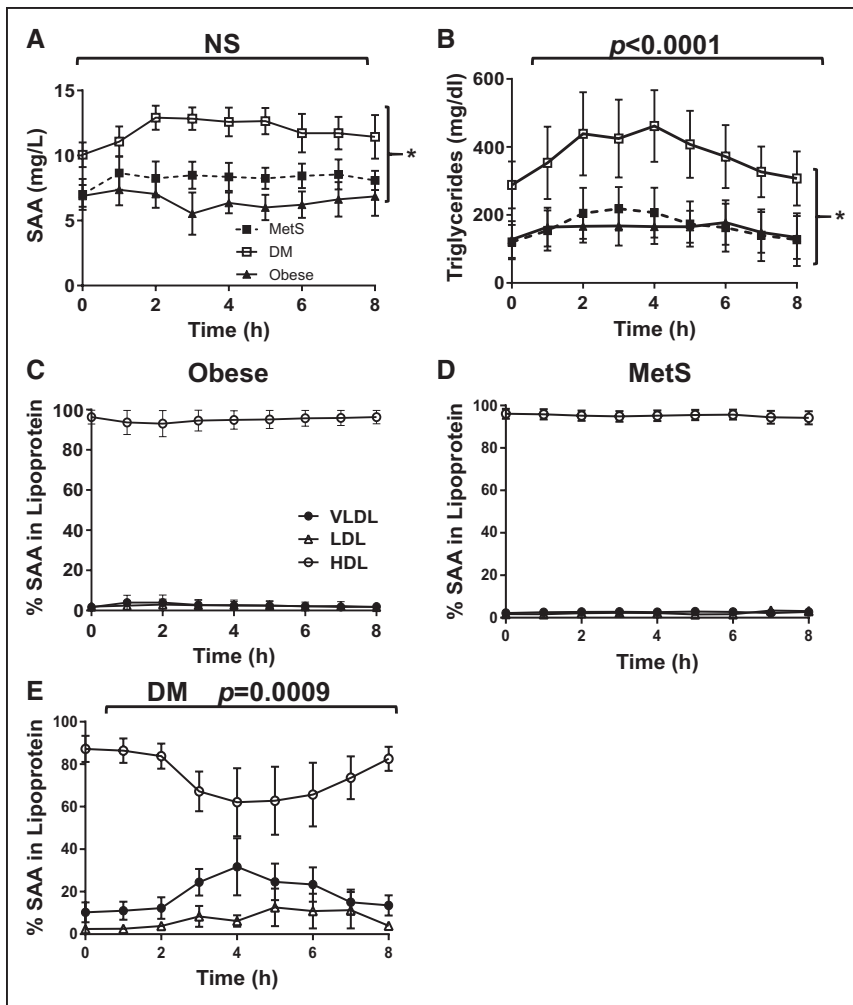 A
NS
SAA (mg/L)
15
10
5
0
0 2 4 6 8
Time (h)
MetS
DM
Obese
*
B
p<0.0001
Triglycerides (mg/dl)
600
400
200
0
0 2 4 6 8
Time (h)
*
C
Obese
% SAA in Lipoprotein
100
80
60
40
20
0
0 2 4 6 8
Time (h)
VLDL
LDL
HDL
D
MetS
% SAA in Lipoprotein
100
80
60
40
20
0
0 2 4 6 8
Time (h)
E
DM p=0.0009
% SAA in Lipoprotein
100
80
60
40
20
0
0 2 4 6 8
Time (h)